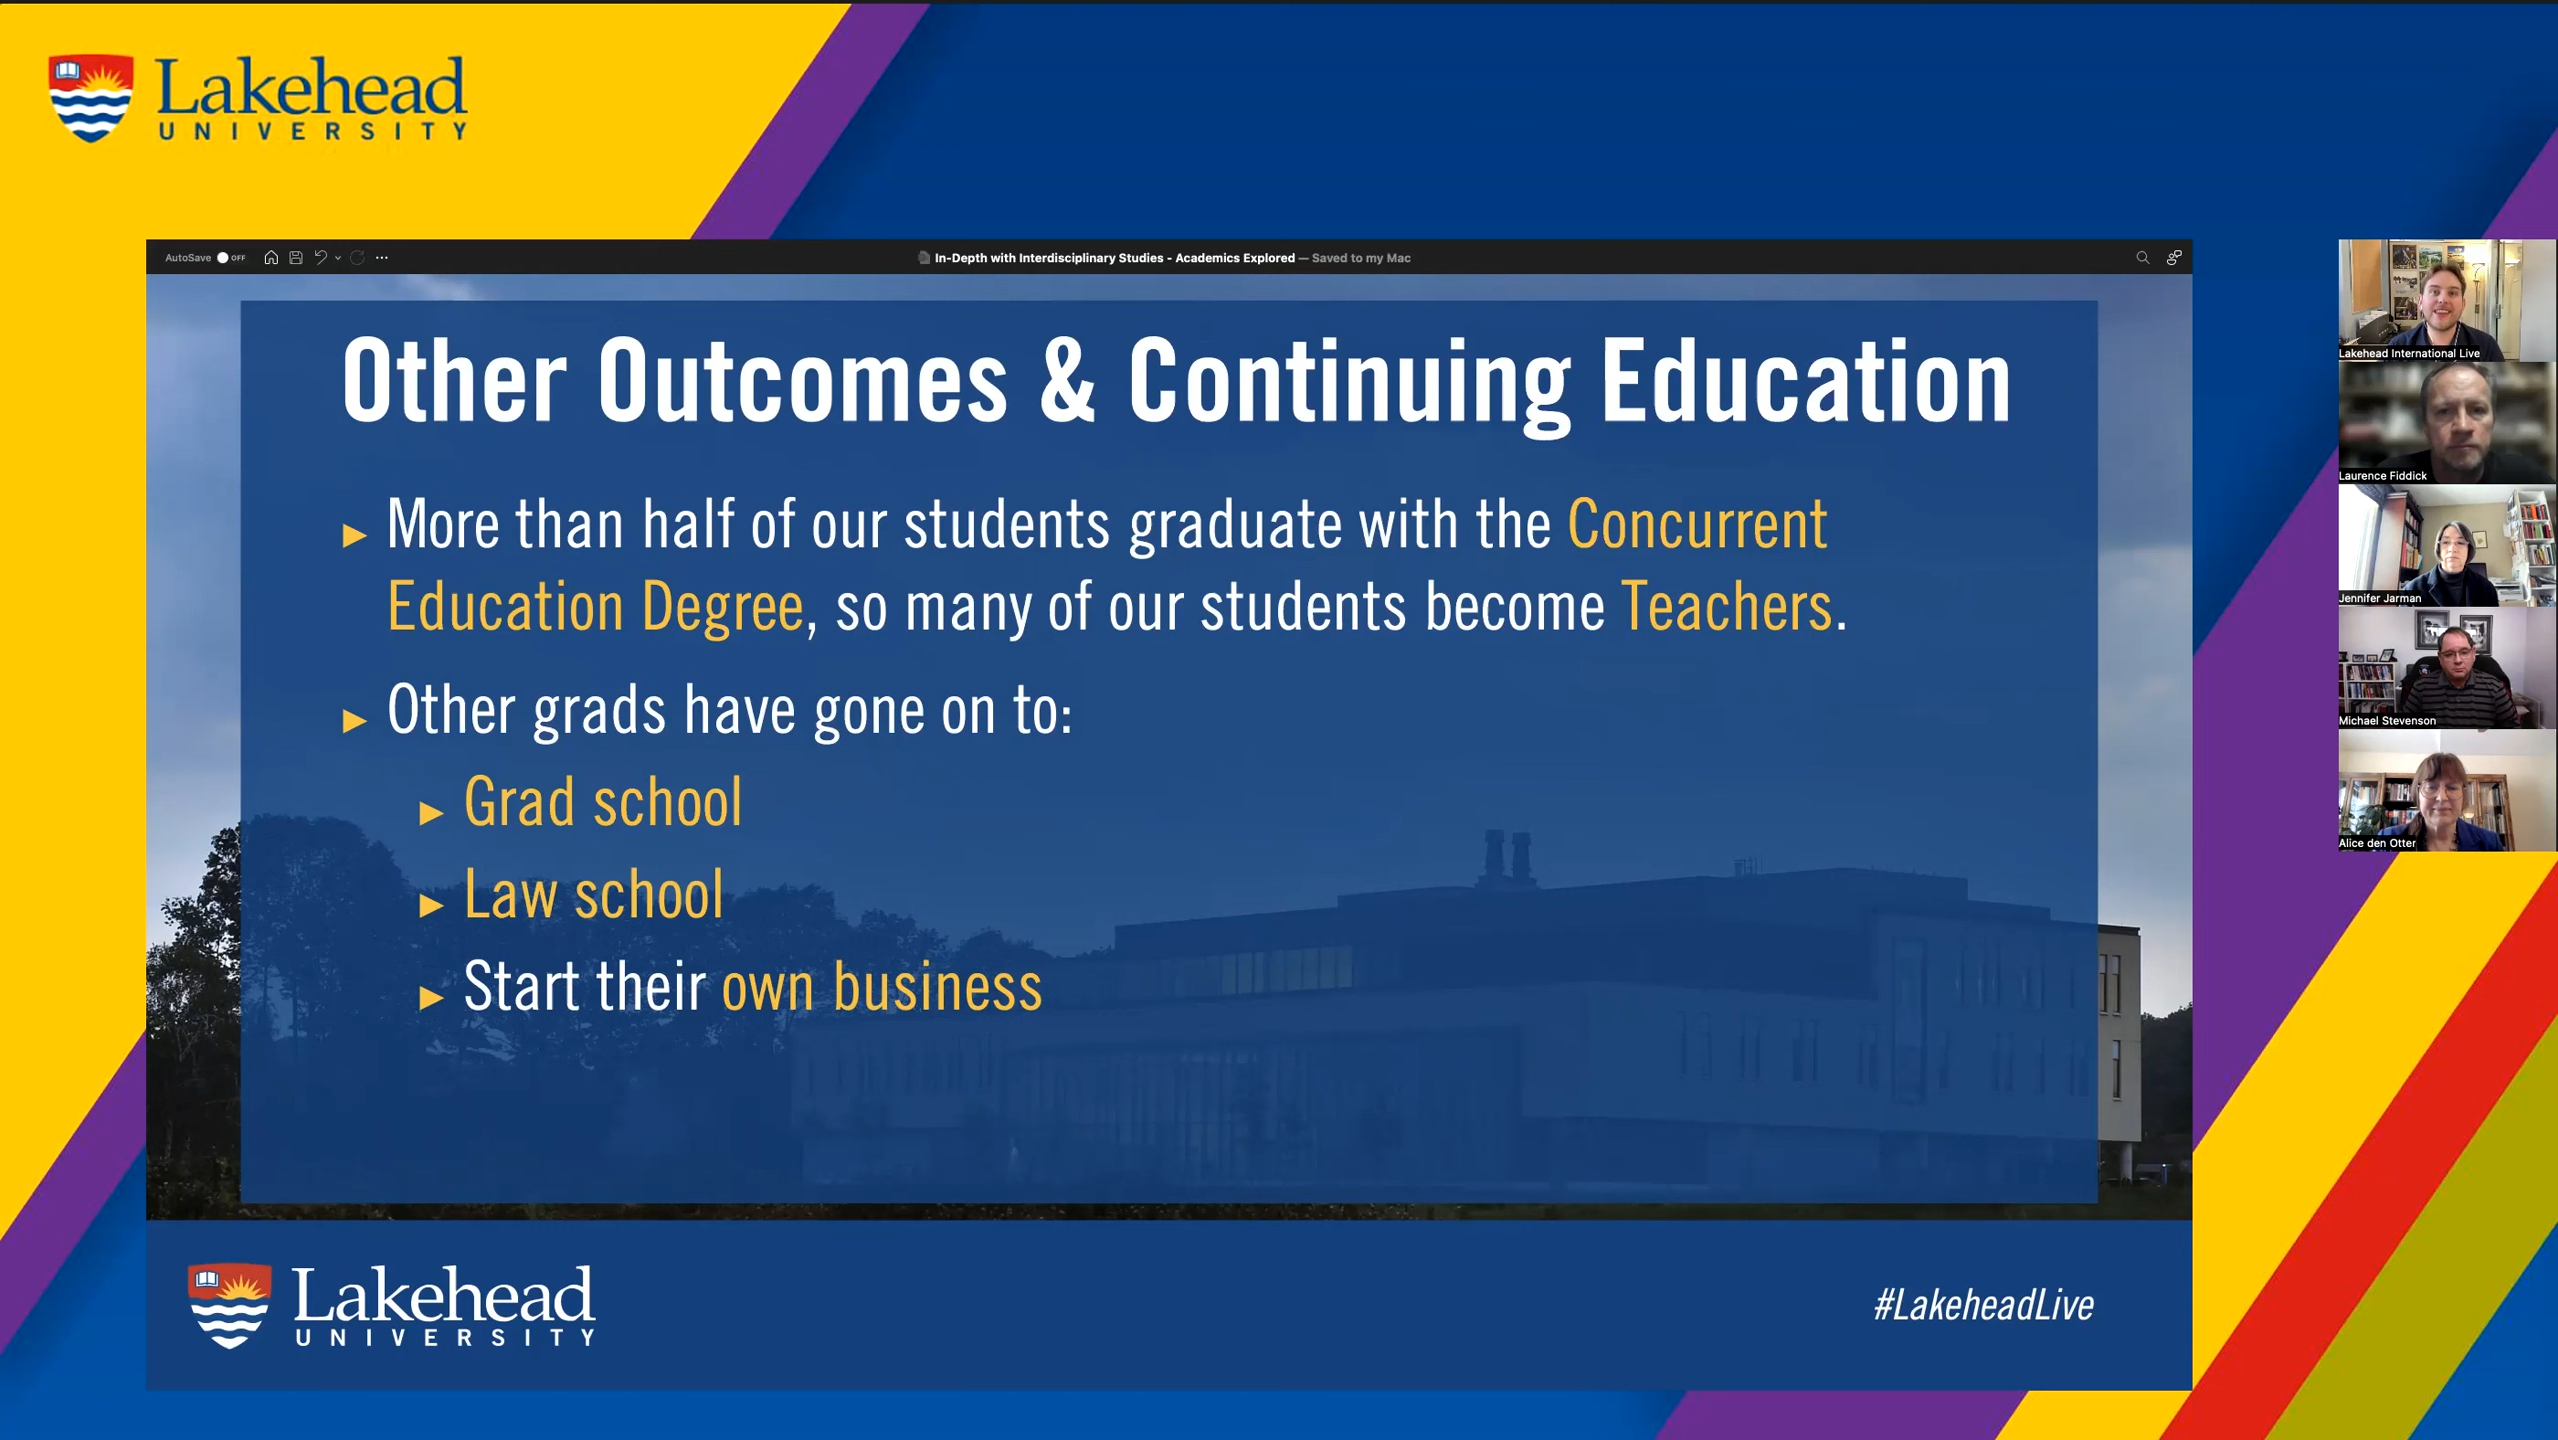 Lakehead
UNIVERSITY
AutoSave OFF
In-Depth with Interdisciplinary Studies - Academics Explored — Saved to my Mac
Other Outcomes & Continuing Education
More than half of our students graduate with the Concurrent
Education Degree, so many of our students become Teachers.
Other grads have gone on to:
Grad school
Law school
Start their own business
Lakehead
UNIVERSITY
#LakeheadLive
Lakehead International Live
Laurence Fiddick
Jennifer Jarman
Michael Stevenson
Alice den Otter